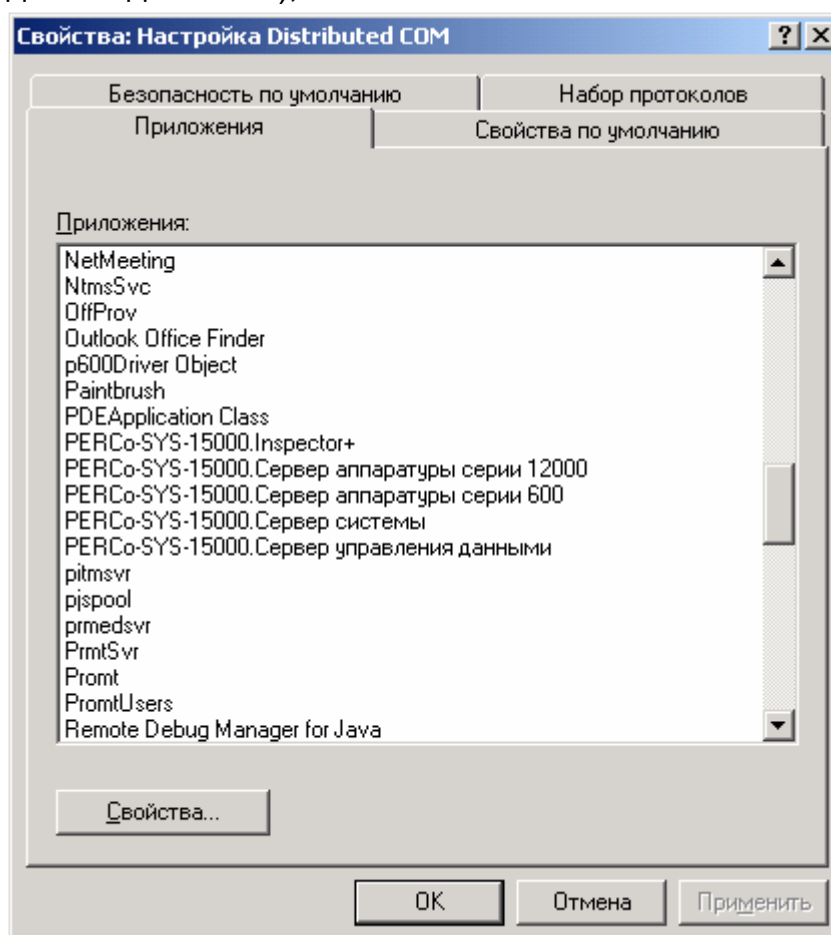 Свойства: Настройка Distributed COM
Безопасность по умолчанию
Набор протоколов
Приложения
Свойства по умолчанию
Приложения:
NetMeeting
NtmsSvc
OffProv
Outlook Office Finder
p600Driver Object
Paintbrush
PDEApplication Class
PERCo-SYS-15000.Inspector+
PERCo-SYS-15000.Сервер аппаратуры серии 12000
PERCo-SYS-15000.Сервер аппаратуры серии 600
PERCo-SYS-15000.Сервер системы
PERCo-SYS-15000.Сервер управления данными
pitmsvr
pjspool
prmedsvr
PrmtSvr
Promt
PromtUsers
Remote Debug Manager for Java
Свойства...
OK
Отмена
Применить